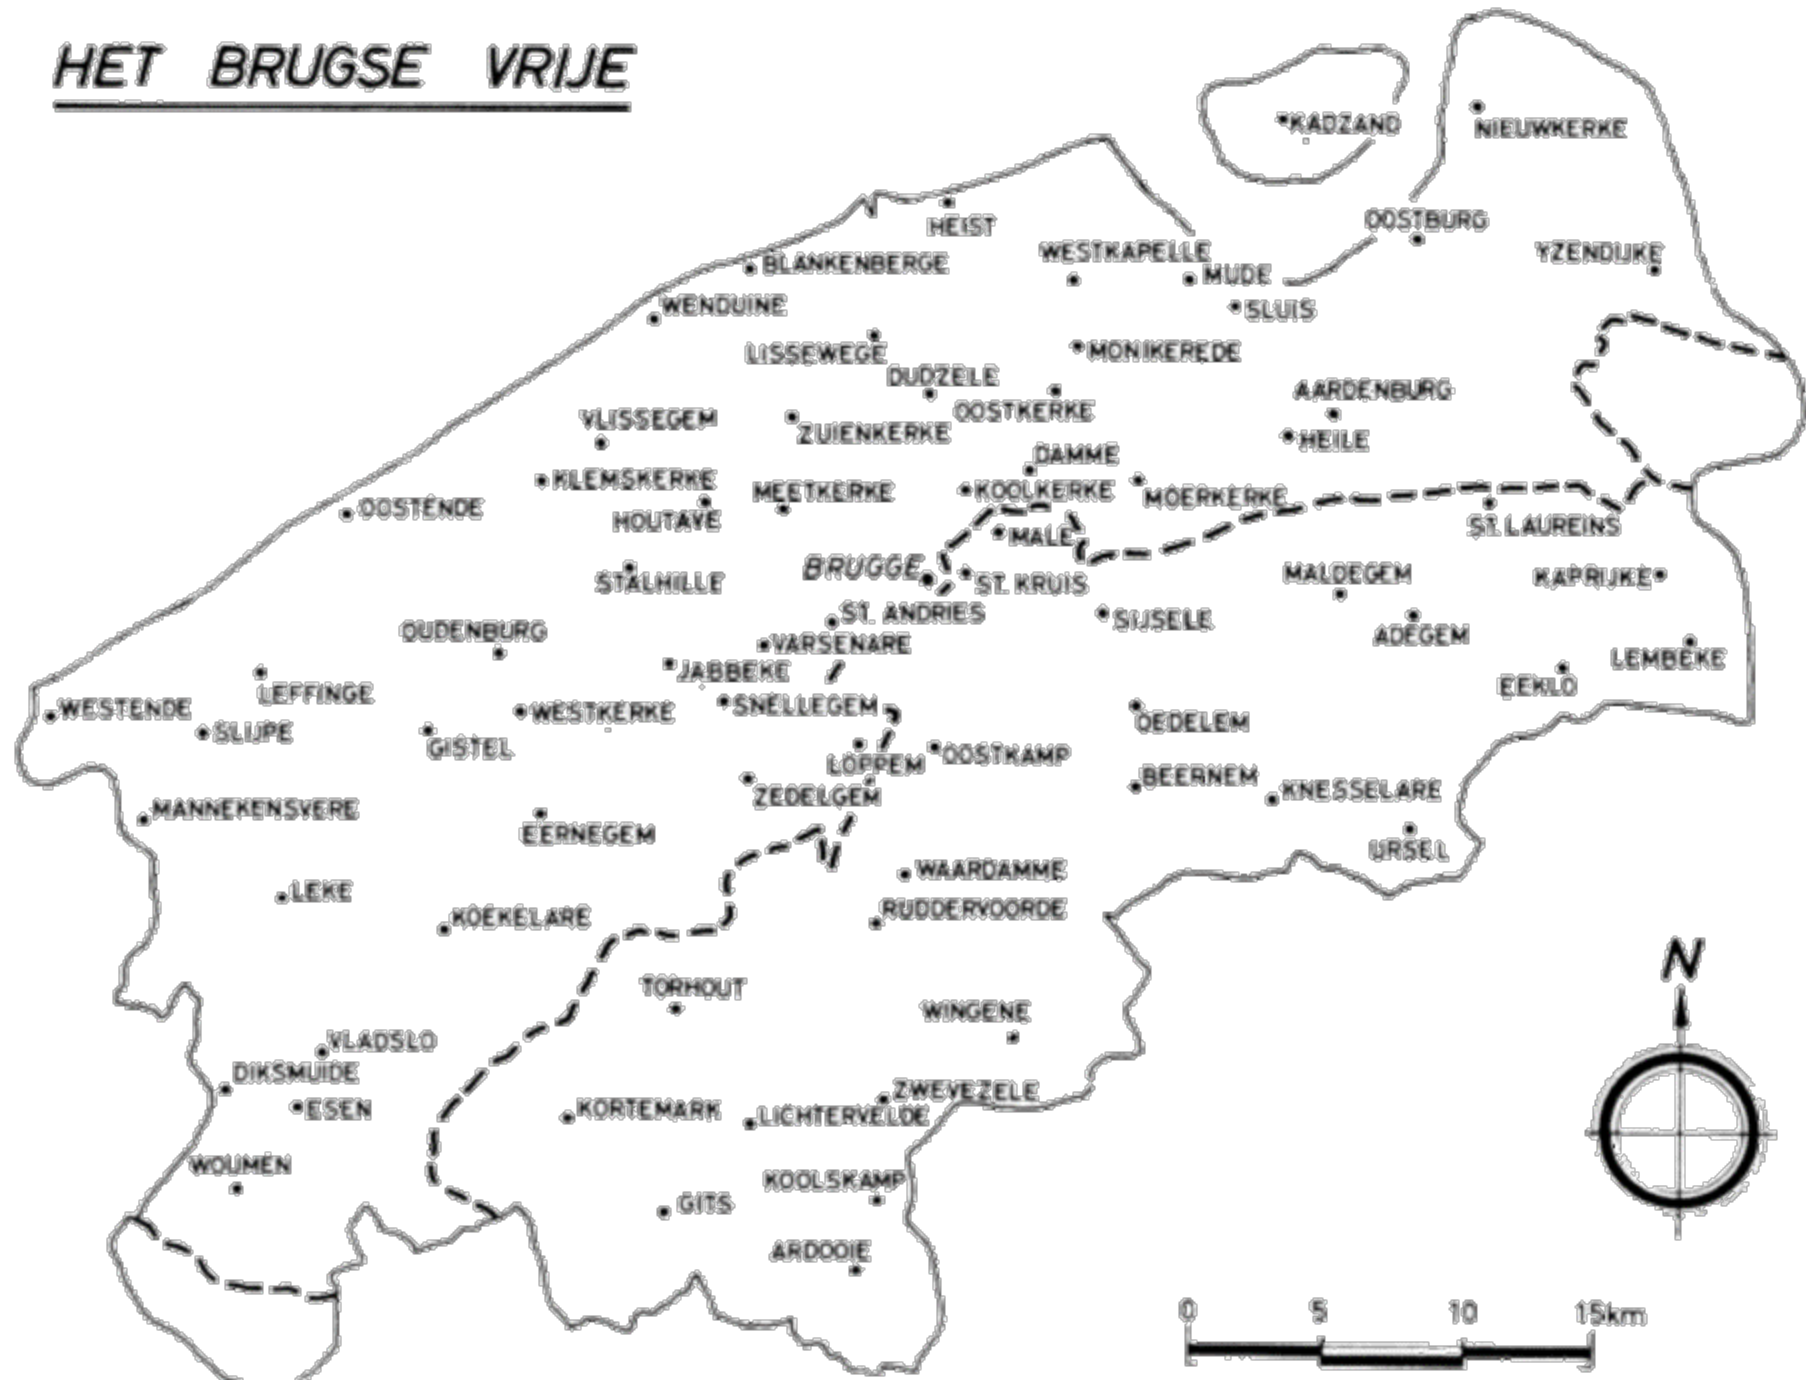 HET BRUGSE VRIJE
KADZAND
NIEUWKERKE
OOSTBURG
HEIST
WESTKAPELLE
YZENDIJKE
BLANKENBERGE
MUDE
WENDUINE
SLUIS
LISSEWEGE
MONIKEREDE
DUDZELE
AARDENBURG
OOSTKERKE
VLISSEGEM
ZUIENKERKE
HEILE
DAMME
KLEMSKERKE
MEETKERKE
KOOLKERKE
MOERKERKE
OOSTENDE
HOUTAVE
ST. LAUREINS
MALE
BRUGGE
MALDEGEM
KAPRIJKE
STALHILLE
ST. KRUIS
ST. ANDRIES
SIJSELE
OUDENBURG
ADEGEM
VARSENARE
LEMBEKE
JABBEKE
EEKLO
LEFFINGE
WESTENDE
WESTKERKE
SNELLEGEM
OEDELEM
SLIJPE
GISTEL
LOPPEM
OOSTKAMP
BEERNEM
KNESSELARE
ZEDELGEM
MANNEKENSVERE
EERNEGEM
URSEL
WAARDAMME
LEKE
KOEKELARE
RUDDERVOORDE
N
TORHOUT
WINGENE
VLADSLO
DIKSMUIDE
ZWEVEZELE
ESEN
KORTEMARK
LICHTERVELDE
WOUMEN
KOOLSKAMP
GITS
ARDOOIE
0 5 10 15km